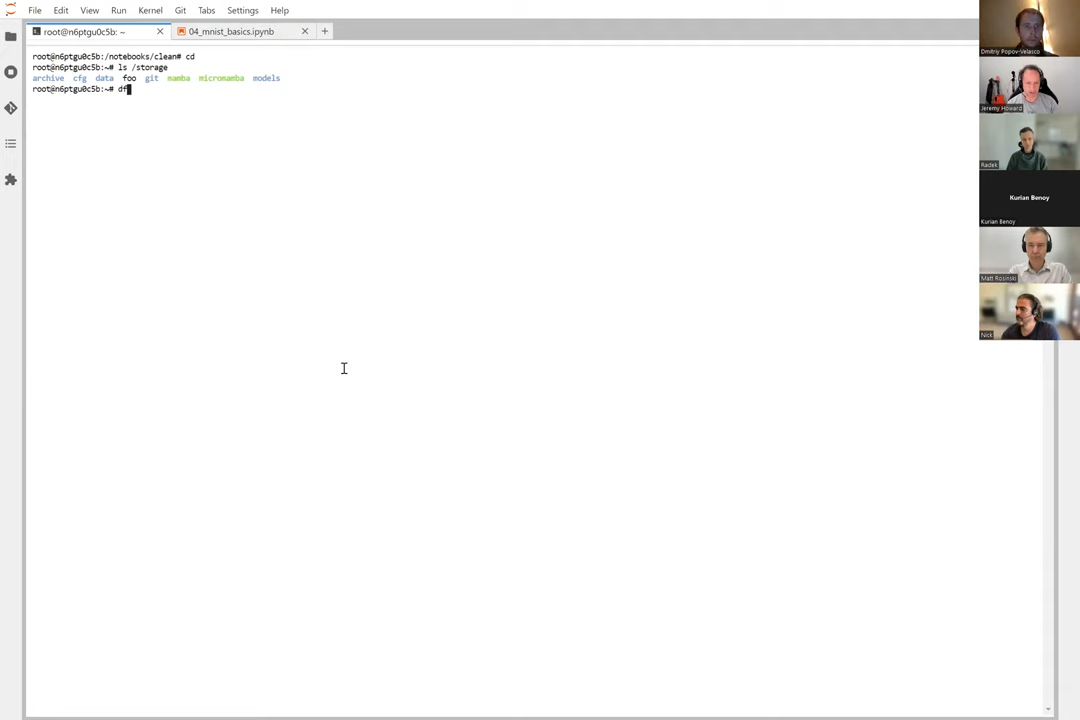 File Edit View Run Kernel Git Tabs Settings Help
root@n6ptgu0c5b: ~
04_mnist_basics.ipynb
root@n6ptgu0c5b:/notebooks/clean# cd
root@n6ptgu0c5b:~# ls /storage
archive cfg data foo git mamba micromamba models
root@n6ptgu0c5b:~# df
Dmitriy Popov-Velasco
Jeremy Howard
Radek
Kurian Benoy
Kurian Benoy
Matt Rosinski
Nick